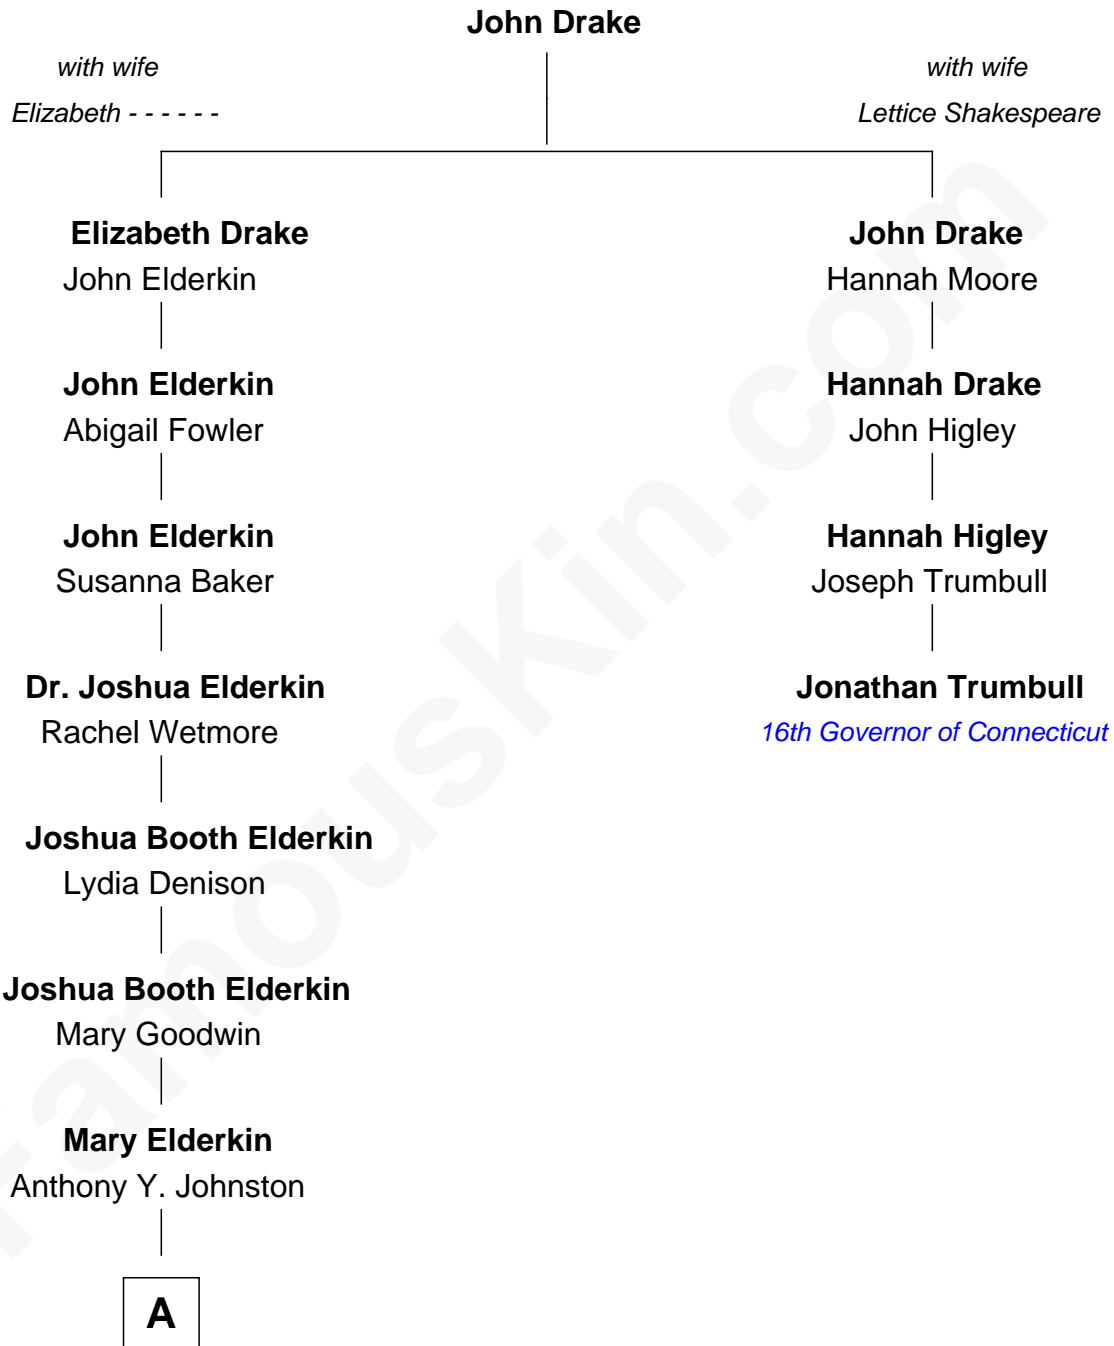 John Drake
with wife
Elizabeth - - - - - -
with wife
Lettice Shakespeare
Elizabeth Drake
John Elderkin
John Drake
Hannah Moore
John Elderkin
Abigail Fowler
Hannah Drake
John Higley
John Elderkin
Susanna Baker
Hannah Higley
Joseph Trumbull
Dr. Joshua Elderkin
Rachel Wetmore
Jonathan Trumbull
16th Governor of Connecticut
Joshua Booth Elderkin
Lydia Denison
Joshua Booth Elderkin
Mary Goodwin
Mary Elderkin
Anthony Y. Johnston
A
FamousKin.com